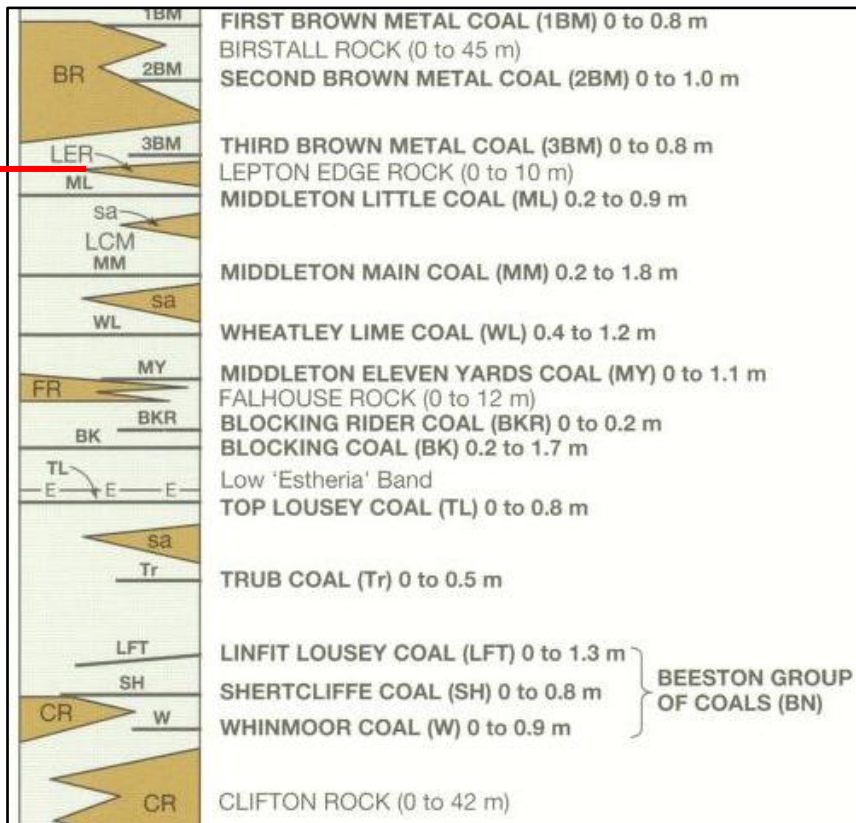 1BM FIRST BROWN METAL COAL (1BM) 0 to 0.8 m
BIRSTALL ROCK (0 to 45 m)
BR 2BM SECOND BROWN METAL COAL (2BM) 0 to 1.0 m
3BM THIRD BROWN METAL COAL (3BM) 0 to 0.8 m
LER LEPTON EDGE ROCK (0 to 10 m)
ML MIDDLETON LITTLE COAL (ML) 0.2 to 0.9 m
sa
LCM
MM MIDDLETON MAIN COAL (MM) 0.2 to 1.8 m
sa
WL WHEATLEY LIME COAL (WL) 0.4 to 1.2 m
MY MIDDLETON ELEVEN YARDS COAL (MY) 0 to 1.1 m
FR FALHOUSE ROCK (0 to 12 m)
BKR BLOCKING RIDER COAL (BKR) 0 to 0.2 m
BK BLOCKING COAL (BK) 0.2 to 1.7 m
TL Low ‘Estheria’ Band
E E E
TOP LOUSEY COAL (TL) 0 to 0.8 m
sa
Tr TRUB COAL (Tr) 0 to 0.5 m
LFT LINFIT LOUSEY COAL (LFT) 0 to 1.3 m
BEESTON GROUP
OF COALS (BN)
SH SHERTCLIFFE COAL (SH) 0 to 0.8 m
CR W WHINMOOR COAL (W) 0 to 0.9 m
CR CLIFTON ROCK (0 to 42 m)